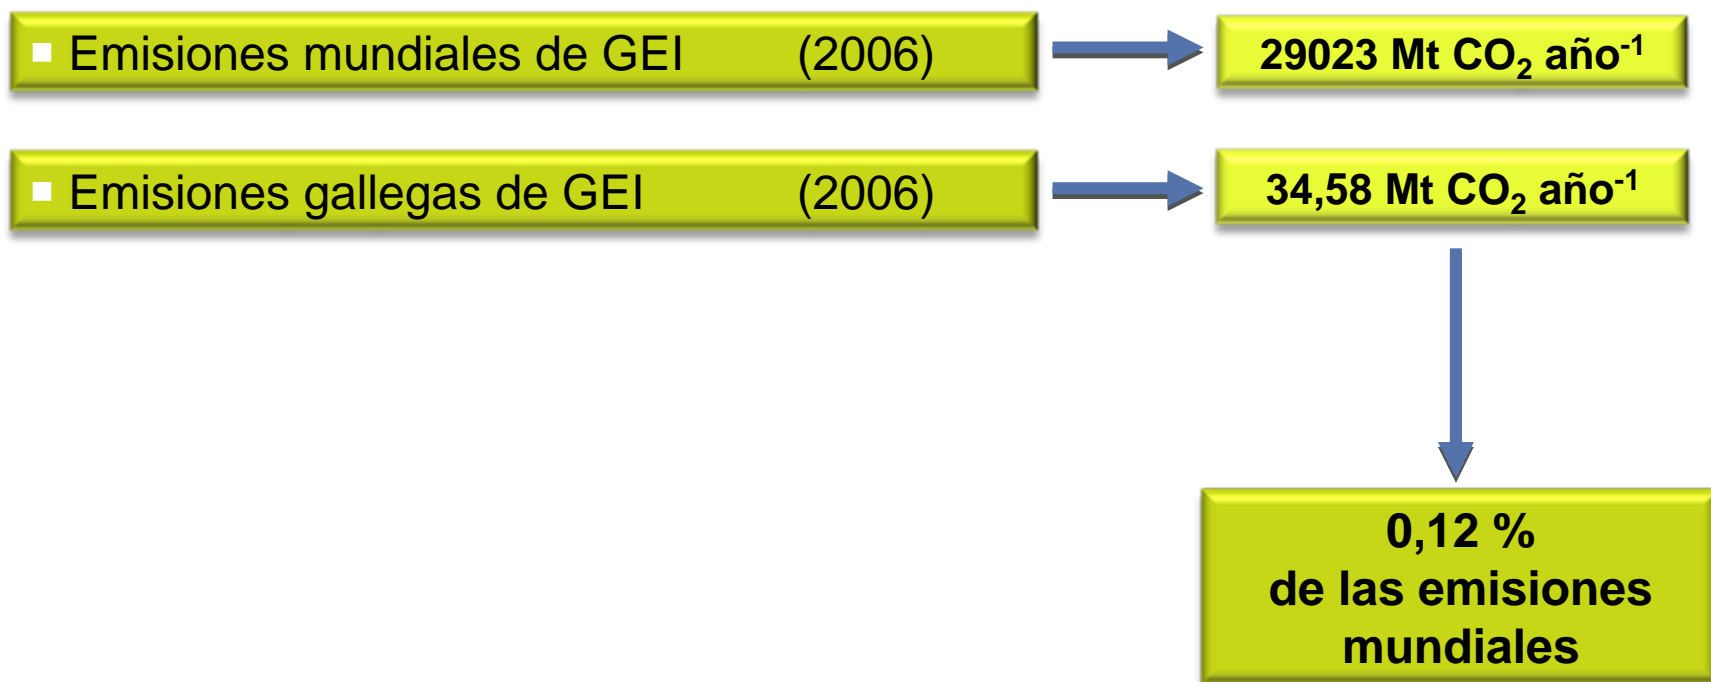 ▪ Emisiones mundiales de GEI (2006)
29023 Mt CO₂ año⁻¹
▪ Emisiones gallegas de GEI (2006)
34,58 Mt CO₂ año⁻¹
0,12 %
de las emisiones
mundiales